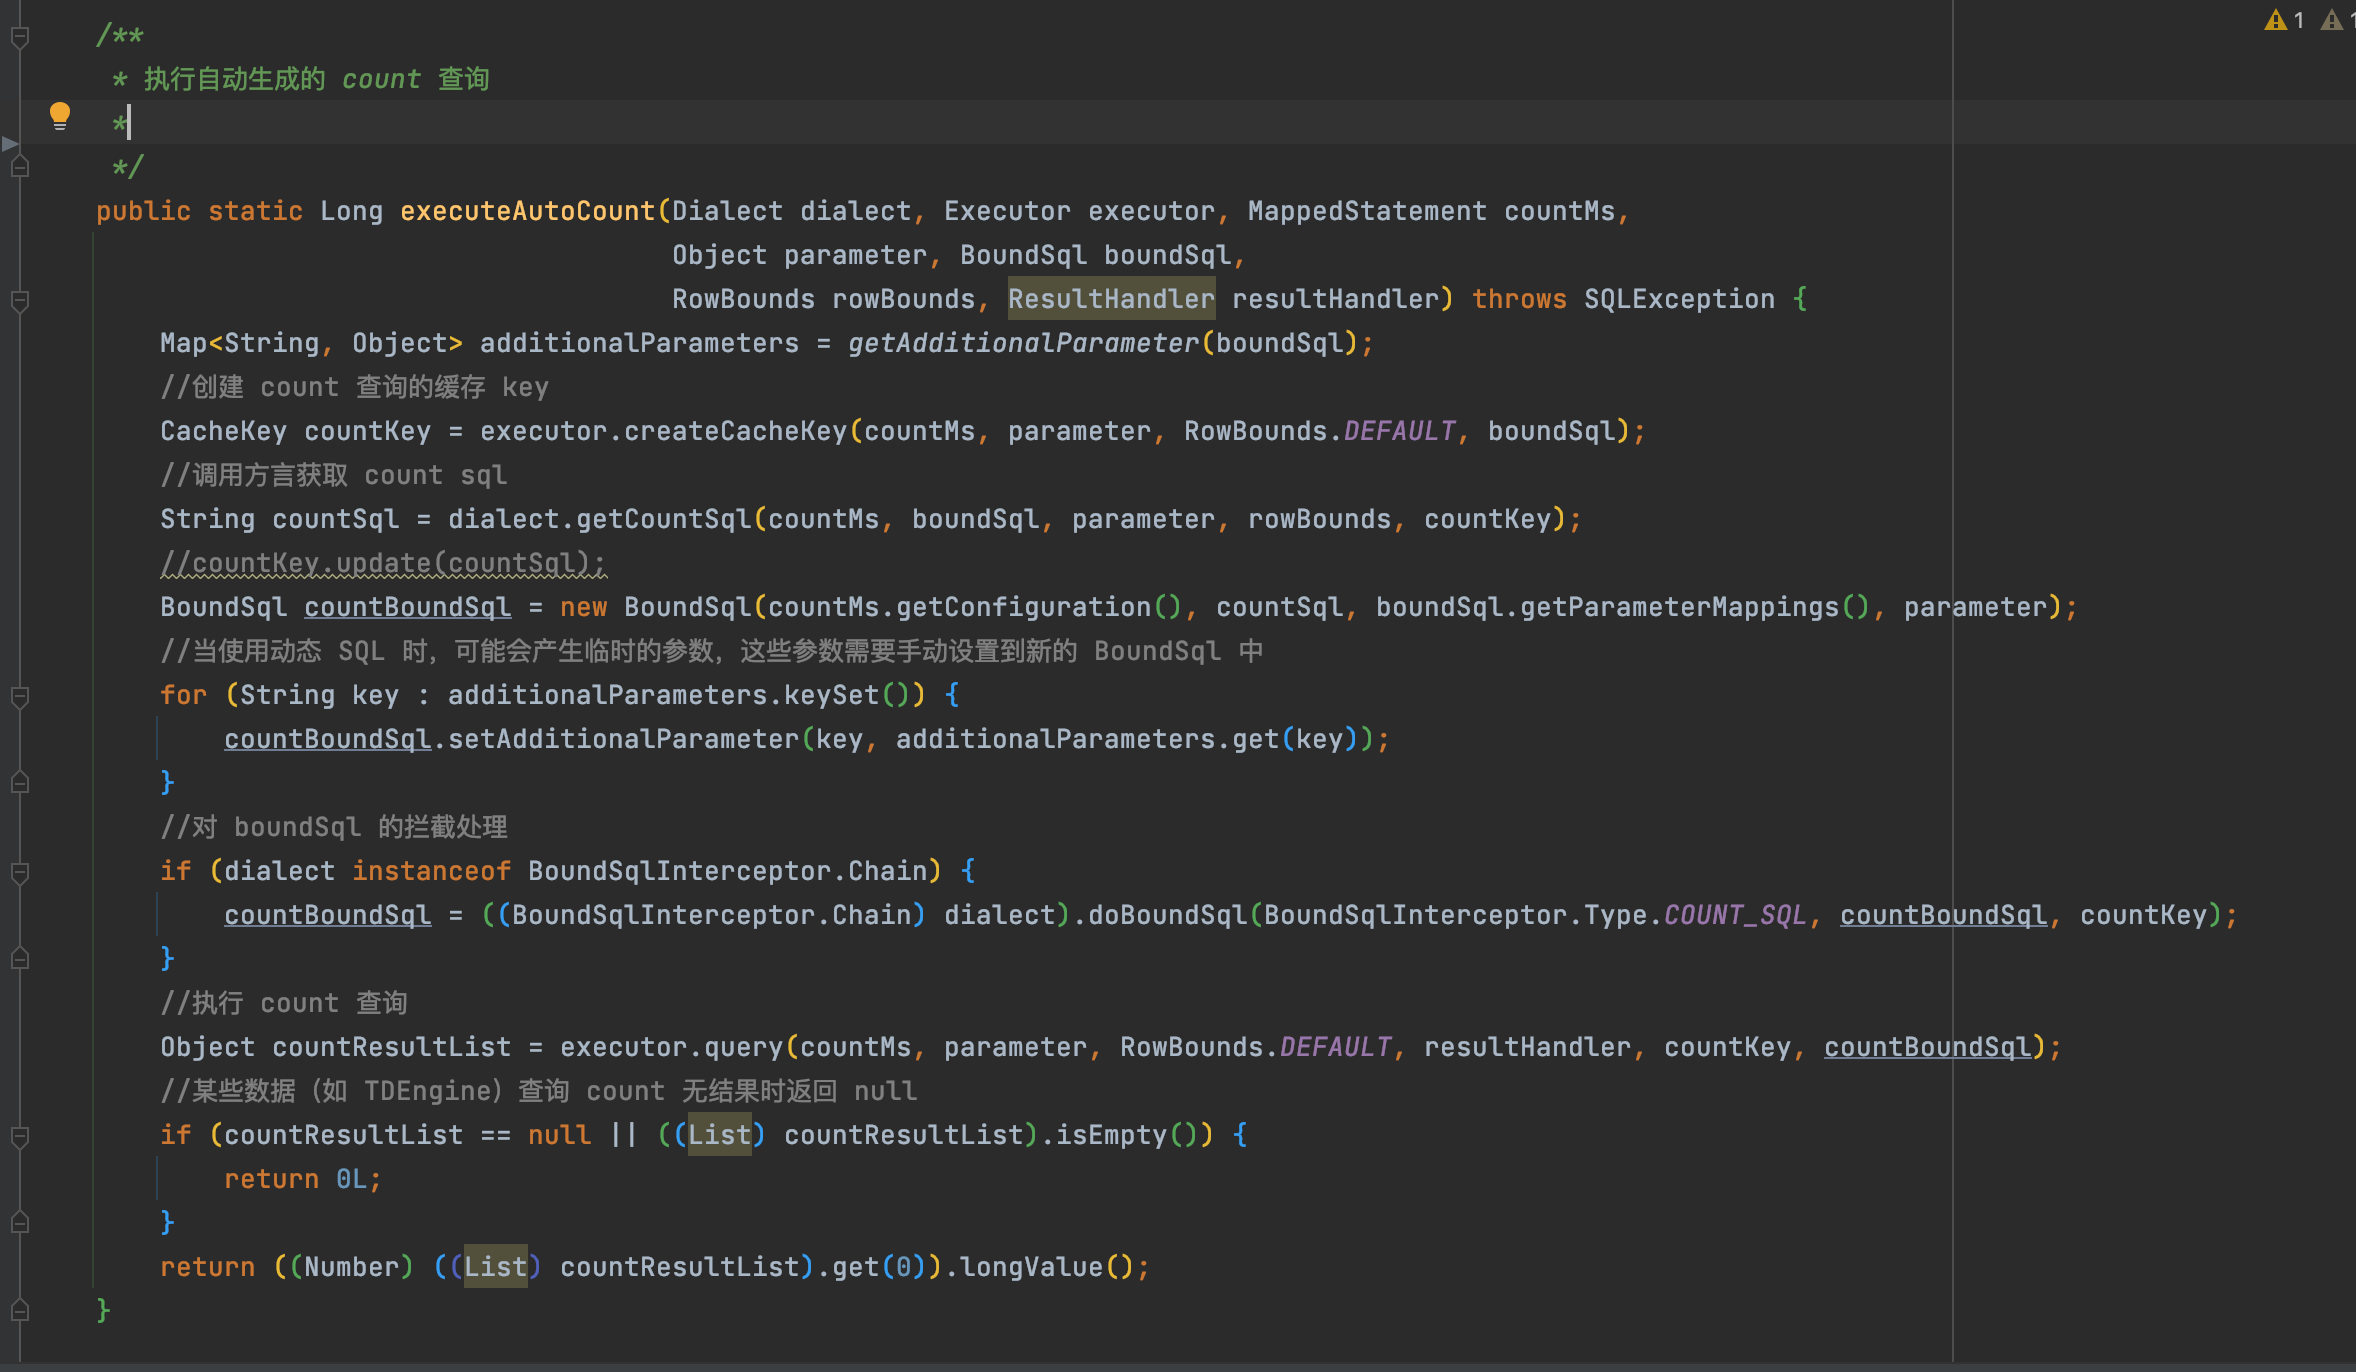 /**
 * 执行自动生成的 count 查询
 *
 */
public static Long executeAutoCount(Dialect dialect, Executor executor, MappedStatement countMs,
                                    Object parameter, BoundSql boundSql,
                                    RowBounds rowBounds, ResultHandler resultHandler) throws SQLException {
    Map<String, Object> additionalParameters = getAdditionalParameter(boundSql);
    //创建 count 查询的缓存 key
    CacheKey countKey = executor.createCacheKey(countMs, parameter, RowBounds.DEFAULT, boundSql);
    //调用方言获取 count sql
    String countSql = dialect.getCountSql(countMs, boundSql, parameter, rowBounds, countKey);
    //countKey.update(countSql);
    BoundSql countBoundSql = new BoundSql(countMs.getConfiguration(), countSql, boundSql.getParameterMappings(), parameter);
    //当使用动态 SQL 时，可能会产生临时的参数，这些参数需要手动设置到新的 BoundSql 中
    for (String key : additionalParameters.keySet()) {
        countBoundSql.setAdditionalParameter(key, additionalParameters.get(key));
    }
    //对 boundSql 的拦截处理
    if (dialect instanceof BoundSqlInterceptor.Chain) {
        countBoundSql = ((BoundSqlInterceptor.Chain) dialect).doBoundSql(BoundSqlInterceptor.Type.COUNT_SQL, countBoundSql, countKey);
    }
    //执行 count 查询
    Object countResultList = executor.query(countMs, parameter, RowBounds.DEFAULT, resultHandler, countKey, countBoundSql);
    //某些数据（如 TDEngine）查询 count 无结果时返回 null
    if (countResultList == null || ((List) countResultList).isEmpty()) {
        return 0L;
    }
    return ((Number) ((List) countResultList).get(0)).longValue();
}
1